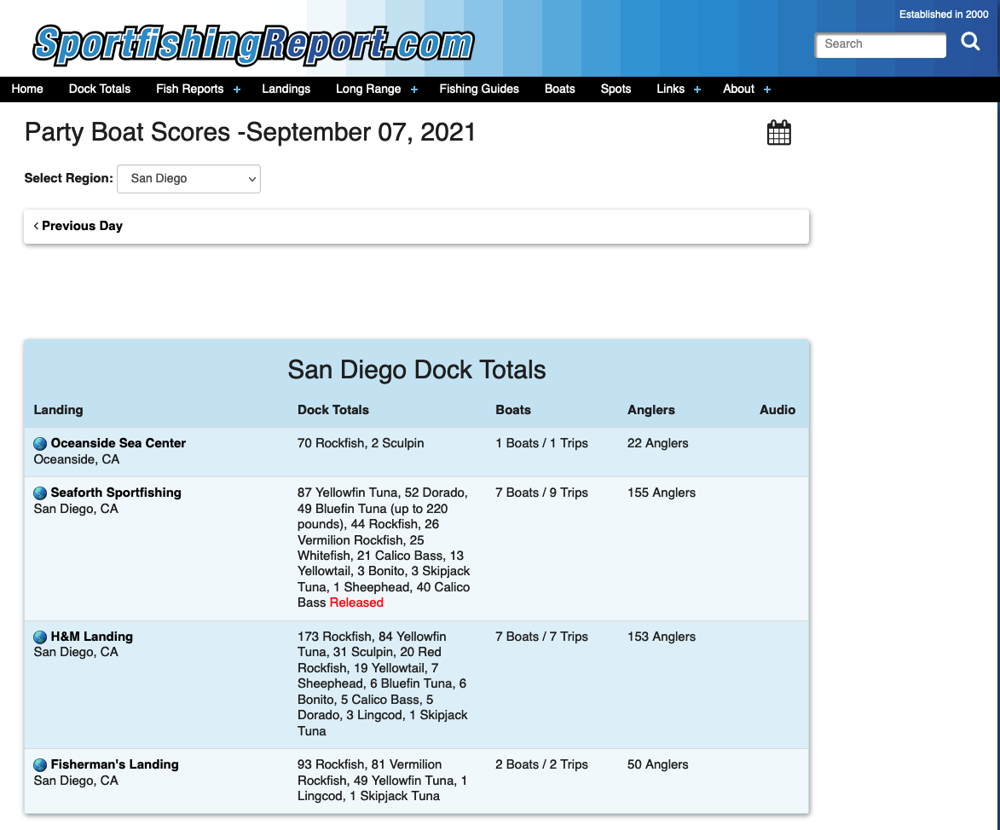 Established in 2000
SportfishingReport.com
Search
Home Dock Totals Fish Reports + Landings Long Range + Fishing Guides Boats Spots Links + About +
Party Boat Scores -September 07, 2021
Select Region: San Diego
‹ Previous Day
San Diego Dock Totals
Landing Dock Totals Boats Anglers Audio
Oceanside Sea Center 70 Rockfish, 2 Sculpin 1 Boats / 1 Trips 22 Anglers
Oceanside, CA
Seaforth Sportfishing 87 Yellowfin Tuna, 52 Dorado, 7 Boats / 9 Trips 155 Anglers
San Diego, CA 49 Bluefin Tuna (up to 220
pounds), 44 Rockfish, 26
Vermilion Rockfish, 25
Whitefish, 21 Calico Bass, 13
Yellowtail, 3 Bonito, 3 Skipjack
Tuna, 1 Sheephead, 40 Calico
Bass Released
H&M Landing 173 Rockfish, 84 Yellowfin 7 Boats / 7 Trips 153 Anglers
San Diego, CA Tuna, 31 Sculpin, 20 Red
Rockfish, 19 Yellowtail, 7
Sheephead, 6 Bluefin Tuna, 6
Bonito, 5 Calico Bass, 5
Dorado, 3 Lingcod, 1 Skipjack
Tuna
Fisherman's Landing 93 Rockfish, 81 Vermilion 2 Boats / 2 Trips 50 Anglers
San Diego, CA Rockfish, 49 Yellowfin Tuna, 1
Lingcod, 1 Skipjack Tuna